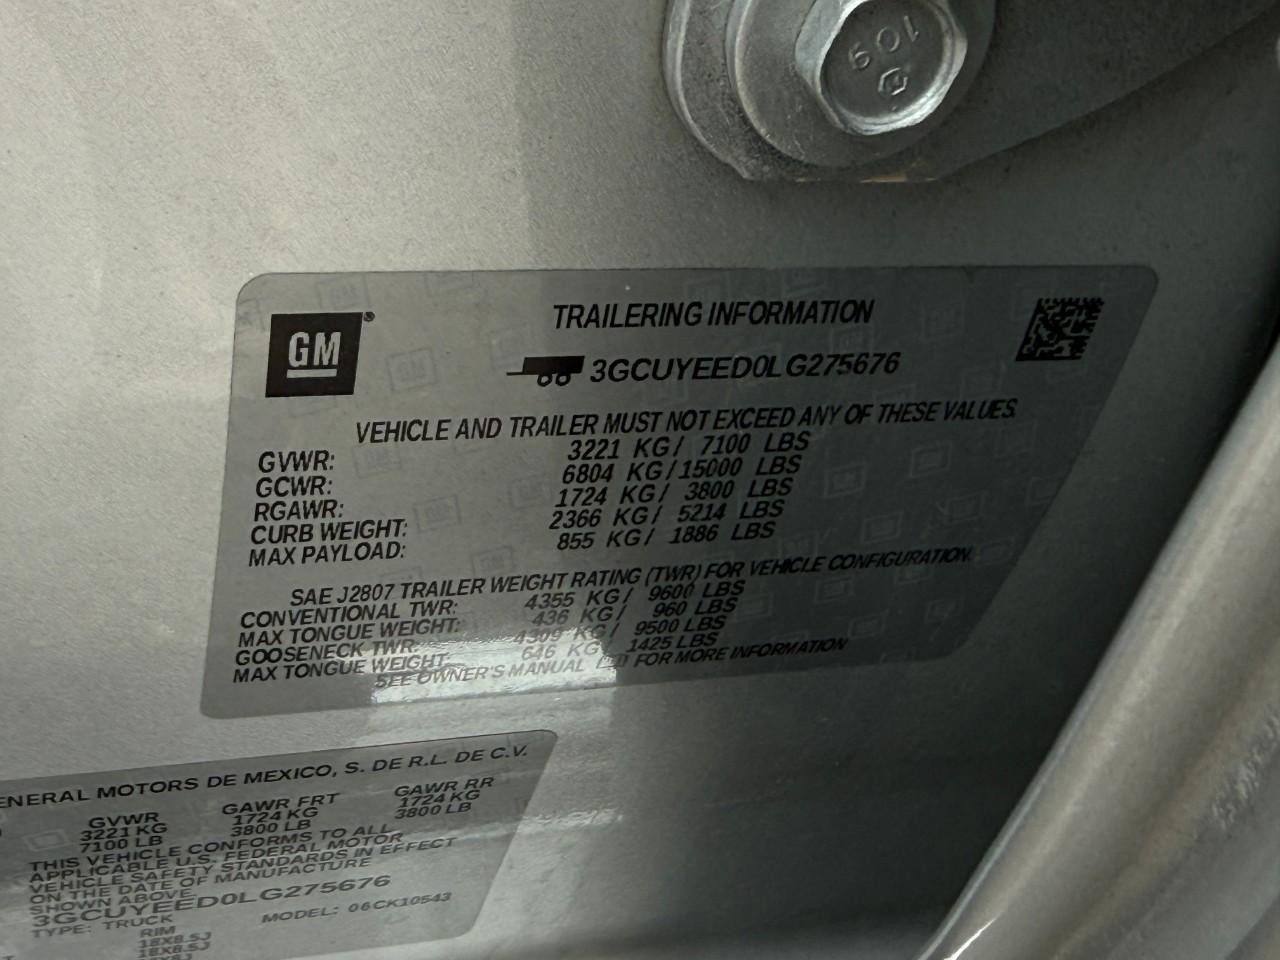 109
GM
TRAILERING INFORMATION
3GCUYEED0LG275676
VEHICLE AND TRAILER MUST NOT EXCEED ANY OF THESE VALUES.
GVWR: 3221 KG/ 7100 LBS
GCWR: 6804 KG/15000 LBS
RGAWR: 1724 KG/ 3800 LBS
CURB WEIGHT: 2366 KG/ 5214 LBS
MAX PAYLOAD: 855 KG/ 1886 LBS
SAE J2807 TRAILER WEIGHT RATING (TWR) FOR VEHICLE CONFIGURATION.
CONVENTIONAL TWR: 4355 KG/ 9600 LBS
MAX TONGUE WEIGHT: 436 KG/ 960 LBS
GOOSENECK TWR: 4309 KG/ 9500 LBS
MAX TONGUE WEIGHT: 646 KG/ 1425 LBS
SEE OWNER'S MANUAL FOR MORE INFORMATION
GENERAL MOTORS DE MEXICO, S. DE R.L. DE C.V.
GVWR GAWR FRT GAWR RR
3221 KG 1724 KG 1724 KG
7100 LB 3800 LB 3800 LB
THIS VEHICLE CONFORMS TO ALL
APPLICABLE U.S. FEDERAL MOTOR
VEHICLE SAFETY STANDARDS IN EFFECT
ON THE DATE OF MANUFACTURE
SHOWN ABOVE.
3GCUYEED0LG275676
TYPE: TRUCK MODEL: 06CK10543
RIM
18X8.5J
18X8.5J